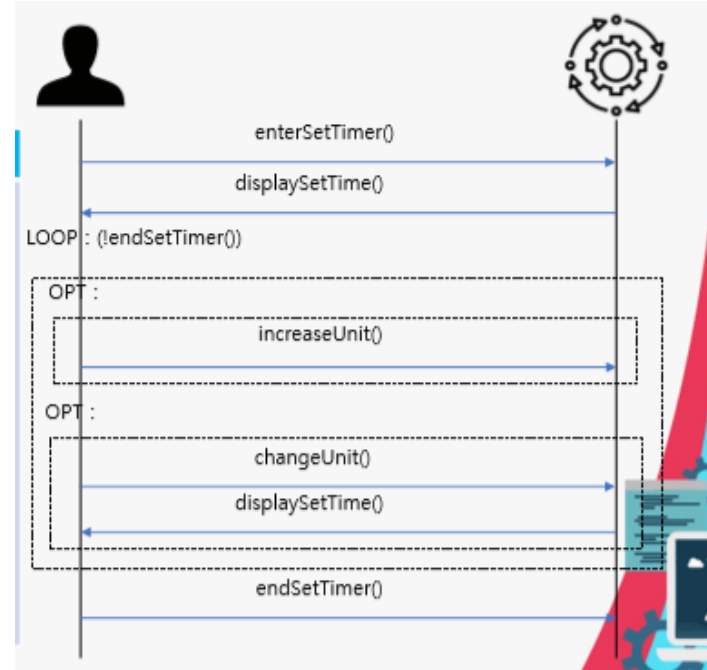 enterSetTimer()
displaySetTime()
LOOP : (!endSetTimer())
OPT :
increaseUnit()
OPT :
changeUnit()
displaySetTime()
endSetTimer()